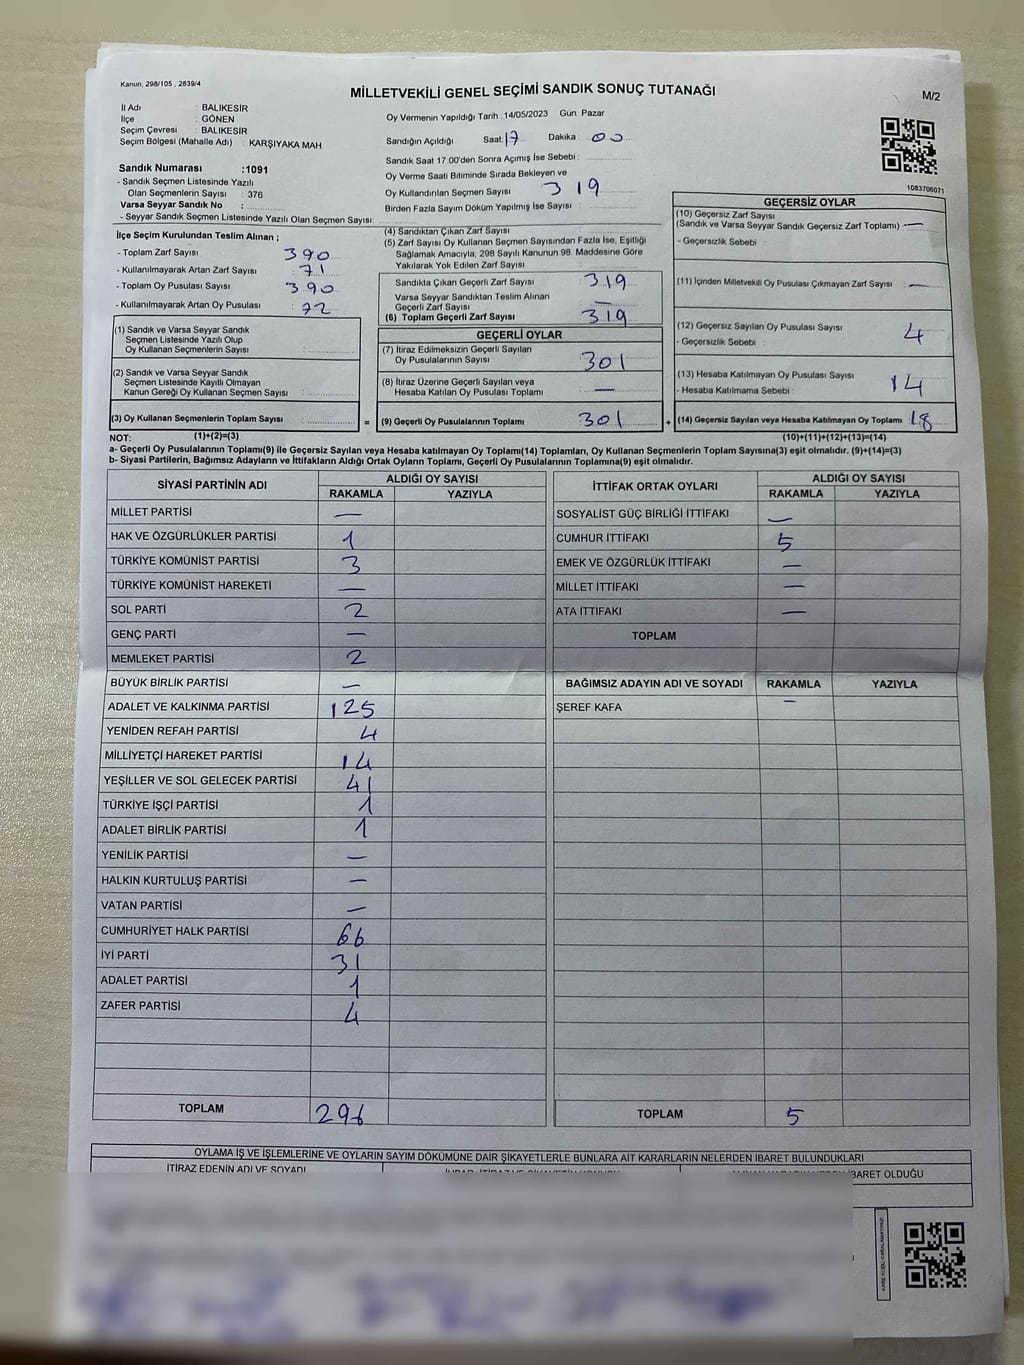 Kanun, 298/105 , 2839/4
MİLLETVEKİLİ GENEL SEÇİMİ SANDIK SONUÇ TUTANAĞI
M/2
İl Adı : BALIKESİR
İlçe : GÖNEN
Seçim Çevresi : BALIKESİR
Seçim Bölgesi (Mahalle Adı) : KARŞIYAKA MAH
Sandık Numarası :1091
- Sandık Seçmen Listesinde Yazılı
Olan Seçmenlerin Sayısı : 376
Varsa Seyyar Sandık No :
- Seyyar Sandık Seçmen Listesinde Yazılı Olan Seçmen Sayısı:
Oy Vermenin Yapıldığı Tarih :14/05/2023 Gün: Pazar
Sandığın Açıldığı Saat: 17 Dakika : 00
Sandık Saat 17:00'den Sonra Açımış İse Sebebi :
Oy Verme Saati Bitiminde Sırada Bekleyen ve
Oy Kullandırılan Seçmen Sayısı : 319
Birden Fazla Sayım Döküm Yapılmış İse Sayısı :
1083706071
İlçe Seçim Kurulundan Teslim Alınan ;
- Toplam Zarf Sayısı : 390
- Kullanılmayarak Artan Zarf Sayısı : 71
- Toplam Oy Pusulası Sayısı : 390
- Kullanılmayarak Artan Oy Pusulası : 72
(1) Sandık ve Varsa Seyyar Sandık
Seçmen Listesinde Yazılı Olup
Oy Kullanan Seçmenlerin Sayısı :
(2) Sandık ve Varsa Seyyar Sandık
Seçmen Listesinde Kayıtlı Olmayan
Kanun Gereği Oy Kullanan Seçmen Sayısı :
(3) Oy Kullanan Seçmenlerin Toplam Sayısı :
(4) Sandıktan Çıkan Zarf Sayısı :
(5) Zarf Sayısı Oy Kullanan Seçmen Sayısından Fazla İse, Eşitliği
Sağlamak Amacıyla; 298 Sayılı Kanunun 98. Maddesine Göre
Yakılarak Yok Edilen Zarf Sayısı :
Sandıkta Çıkan Geçerli Zarf Sayısı : 319
Varsa Seyyar Sandıktan Teslim Alınan
Geçerli Zarf Sayısı : —
(6) Toplam Geçerli Zarf Sayısı : 319
GEÇERLİ OYLAR
(7) İtiraz Edilmeksizin Geçerli Sayılan
Oy Pusulalarının Sayısı : 301
(8) İtiraz Üzerine Geçerli Sayılan veya
Hesaba Katılan Oy Pusulası Toplamı : —
= (9) Geçerli Oy Pusulalarının Toplamı : 301
GEÇERSİZ OYLAR
(10) Geçersiz Zarf Sayısı
(Sandık ve Varsa Seyyar Sandık Geçersiz Zarf Toplamı) : —
- Geçersizlik Sebebi :
(11) İçinden Milletvekili Oy Pusulası Çıkmayan Zarf Sayısı : —
(12) Geçersiz Sayılan Oy Pusulası Sayısı : 4
- Geçersizlik Sebebi :
(13) Hesaba Katılmayan Oy Pusulası Sayısı : 14
- Hesaba Katılmama Sebebi :
+ (14) Geçersiz Sayılan veya Hesaba Katılmayan Oy Toplamı : 18
NOT: (1)+(2)=(3) (10)+(11)+(12)+(13)=(14)
a- Geçerli Oy Pusulalarının Toplamı(9) ile Geçersiz Sayılan veya Hesaba katılmayan Oy Toplamı(14) Toplamları, Oy Kullanan Seçmenlerin Toplam Sayısına(3) eşit olmalıdır. (9)+(14)=(3)
b- Siyasi Partilerin, Bağımsız Adayların ve İttifakların Aldığı Ortak Oyların Toplamı, Geçerli Oy Pusulalarının Toplamına(9) eşit olmalıdır.
SİYASİ PARTİNİN ADI ALDIĞI OY SAYISI
RAKAMLA YAZIYLA
MİLLET PARTİSİ —
HAK VE ÖZGÜRLÜKLER PARTİSİ 1
TÜRKİYE KOMÜNİST PARTİSİ 3
TÜRKİYE KOMÜNİST HAREKETİ —
SOL PARTİ 2
GENÇ PARTİ —
MEMLEKET PARTİSİ 2
BÜYÜK BİRLİK PARTİSİ —
ADALET VE KALKINMA PARTİSİ 125
YENİDEN REFAH PARTİSİ 4
MİLLİYETÇİ HAREKET PARTİSİ 14
YEŞİLLER VE SOL GELECEK PARTİSİ 41
TÜRKİYE İŞÇİ PARTİSİ 1
ADALET BİRLİK PARTİSİ 1
YENİLİK PARTİSİ —
HALKIN KURTULUŞ PARTİSİ —
VATAN PARTİSİ —
CUMHURİYET HALK PARTİSİ 66
İYİ PARTİ 31
ADALET PARTİSİ 1
ZAFER PARTİSİ 4
TOPLAM 296
İTTİFAK ORTAK OYLARI ALDIĞI OY SAYISI
RAKAMLA YAZIYLA
SOSYALİST GÜÇ BİRLİĞİ İTTİFAKI —
CUMHUR İTTİFAKI 5
EMEK VE ÖZGÜRLÜK İTTİFAKI —
MİLLET İTTİFAKI —
ATA İTTİFAKI —
TOPLAM
BAĞIMSIZ ADAYIN ADI VE SOYADI RAKAMLA YAZIYLA
ŞEREF KAFA —
TOPLAM 5
OYLAMA İŞ VE İŞLEMLERİNE VE OYLARIN SAYIM DÖKÜMÜNE DAİR ŞİKAYETLERLE BUNLARA AİT KARARLARIN NELERDEN İBARET BULUNDUKLARI
İTİRAZ EDENİN ADI VE SOYADI
İBARET OLDUĞU